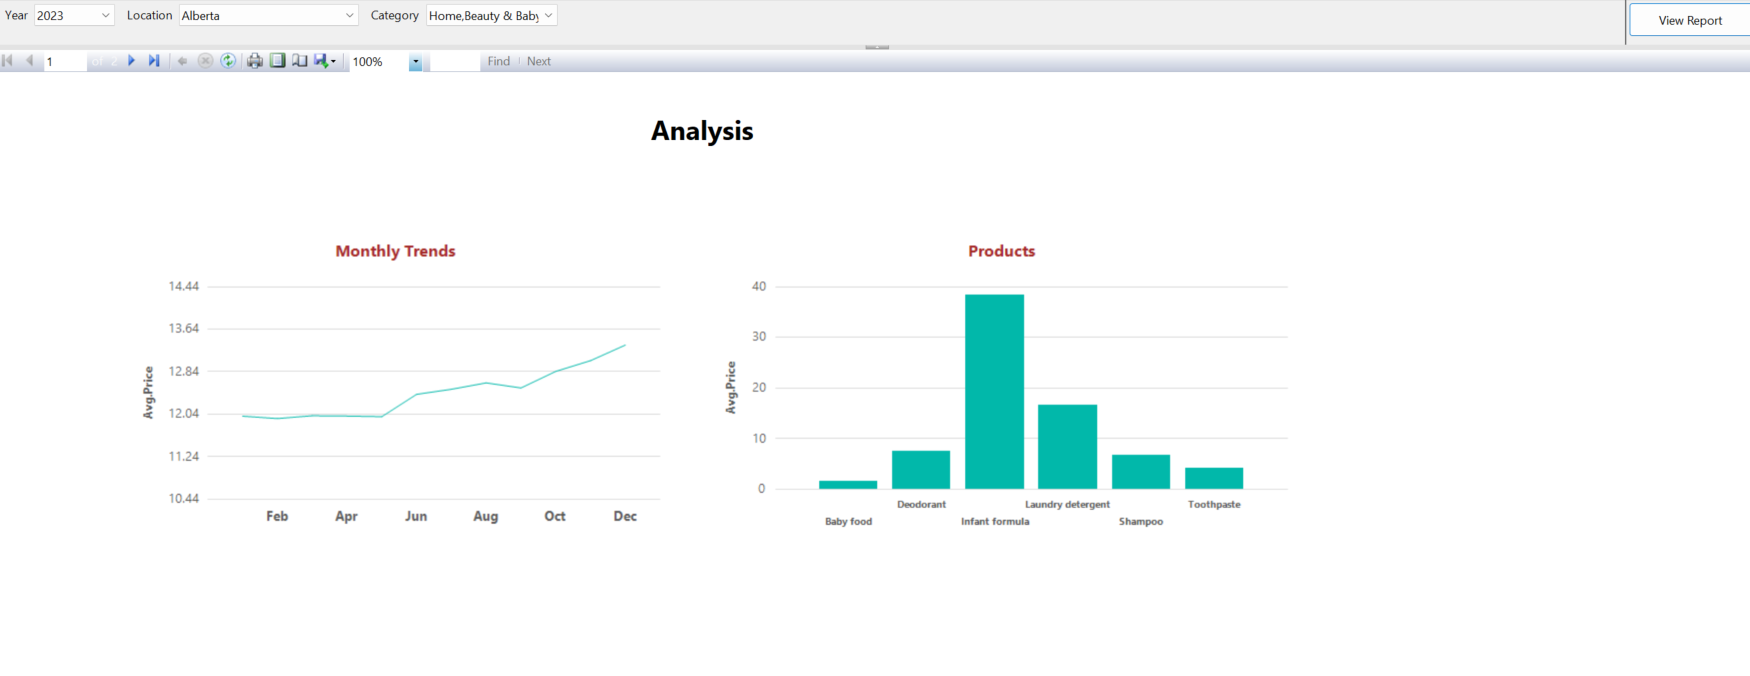 Year 2023 Location Alberta Category Home,Beauty & Baby
View Report
1 of 2 100% Find Next
Analysis
Monthly Trends
14.44
13.64
12.84
12.04
11.24
10.44
Avg.Price
Feb Apr Jun Aug Oct Dec
Products
40
30
20
10
0
Avg.Price
Deodorant Laundry detergent Toothpaste
Baby food Infant formula Shampoo